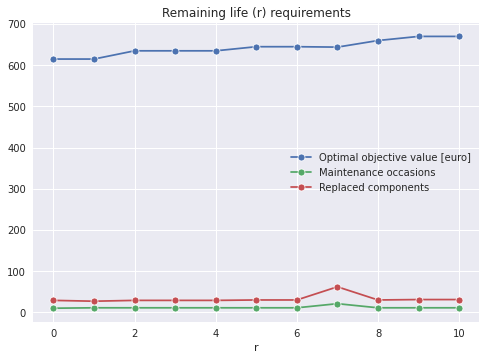 Remaining life (r) requirements
700
600
500
400
300
200
100
0
Optimal objective value [euro]
Maintenance occasions
Replaced components
0 2 4 6 8 10
r